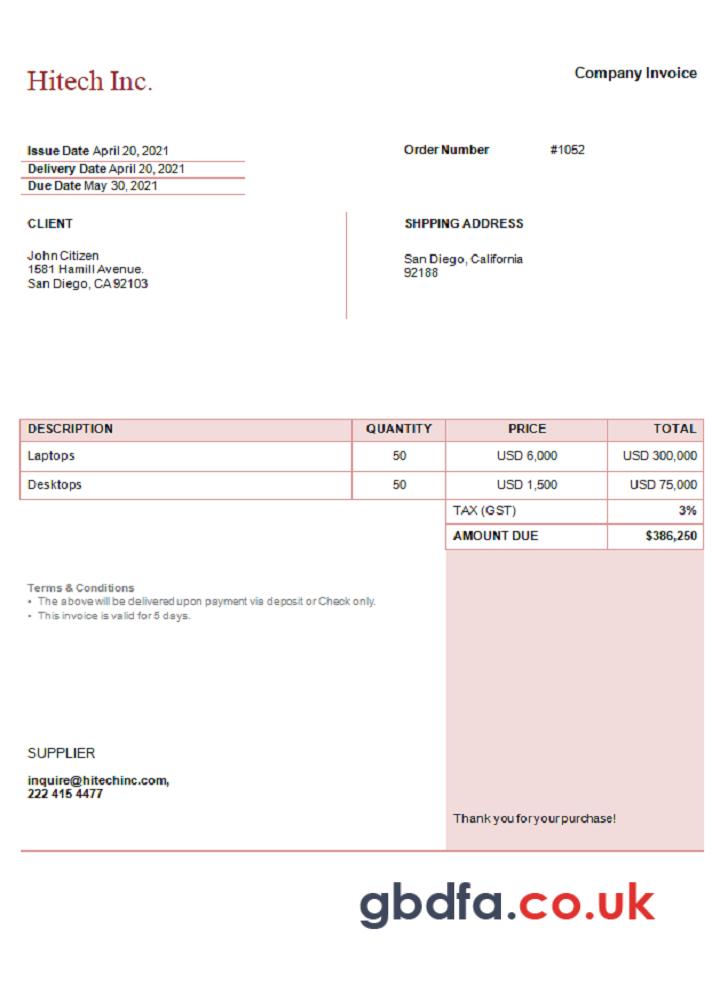 Hitech Inc.
Company Invoice
Issue Date April 20, 2021
Order Number #1052
Delivery Date April 20, 2021
Due Date May 30, 2021
CLIENT
SHPPING ADDRESS
John Citizen
1581 Hamill Avenue.
San Diego, CA 92103
San Diego, California
92188
DESCRIPTION QUANTITY PRICE TOTAL
Laptops 50 USD 6,000 USD 300,000
Desktops 50 USD 1,500 USD 75,000
TAX (GST) 3%
AMOUNT DUE $386,250
Terms & Conditions
• The above will be delivered upon payment via deposit or Check only.
• This invoice is valid for 5 days.
SUPPLIER
inquire@hitechinc.com,
222 415 4477
Thank you for your purchase!
gbdfa.co.uk